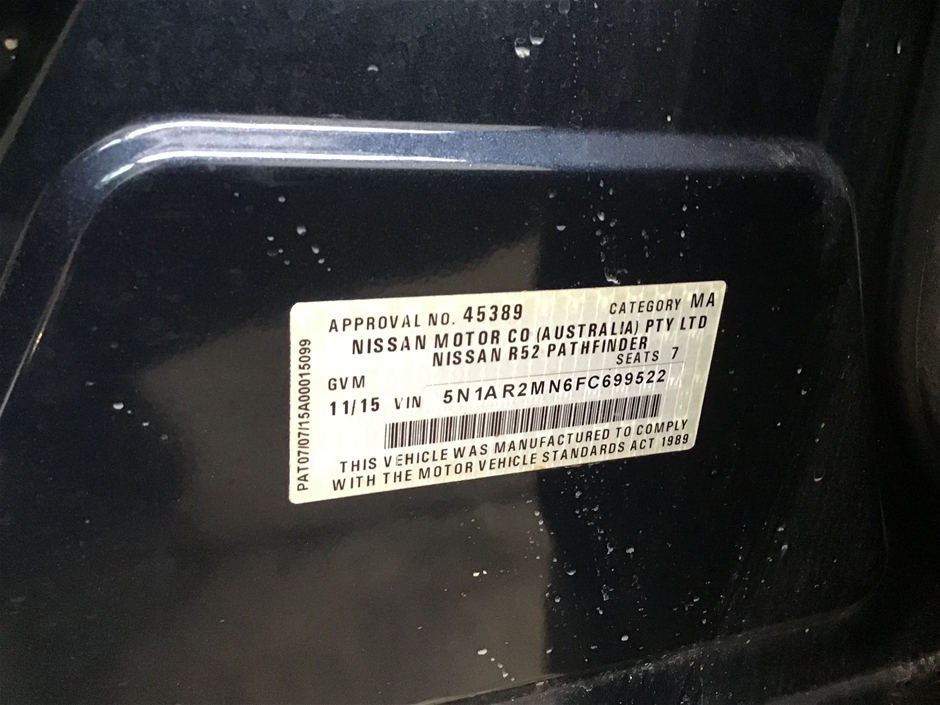 APPROVAL NO. 45389 CATEGORY MA
NISSAN MOTOR CO (AUSTRALIA) PTY LTD
NISSAN R52 PATHFINDER
SEATS 7
GVM
11/15 VIN 5N1AR2MN6FC699522
THIS VEHICLE WAS MANUFACTURED TO COMPLY
WITH THE MOTOR VEHICLE STANDARDS ACT 1989
PAT07/07/15A00015099